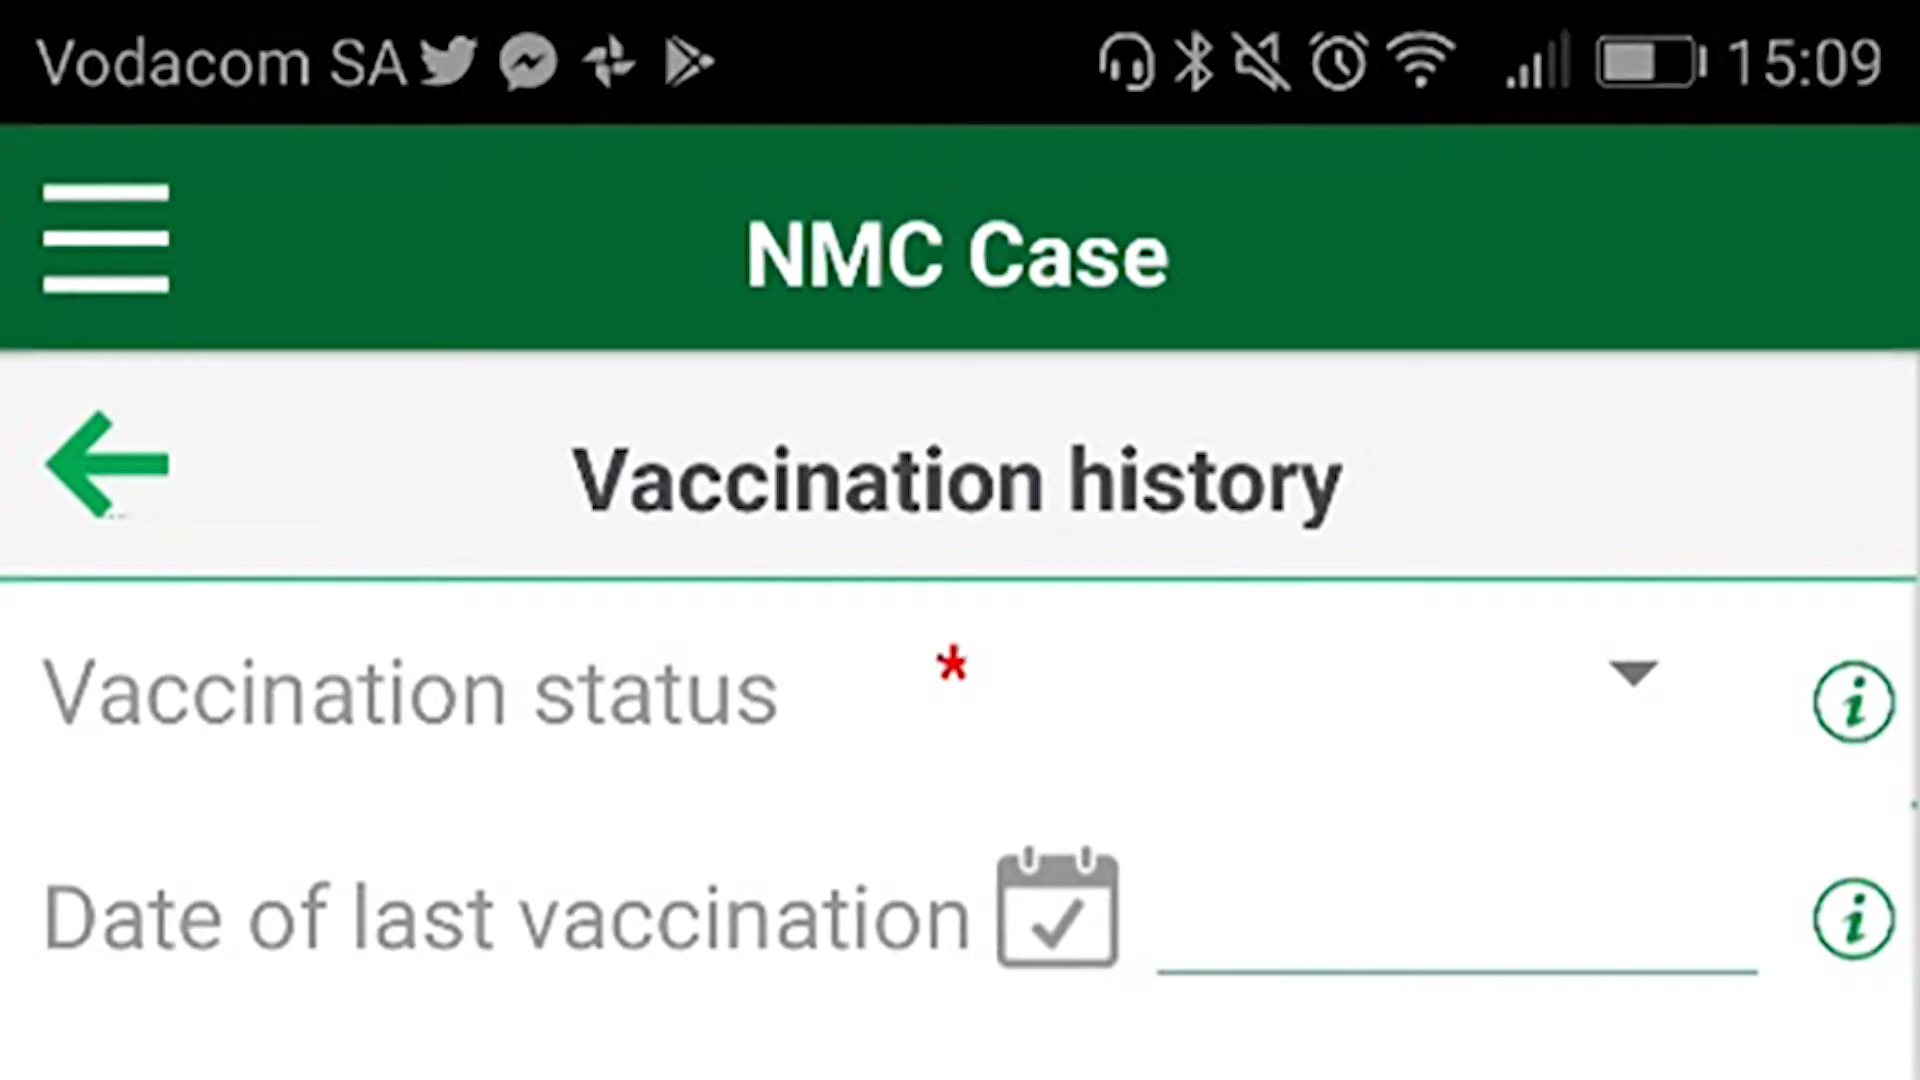 Vodacom SA 15:09
NMC Case
Vaccination history
Vaccination status *
Date of last vaccination